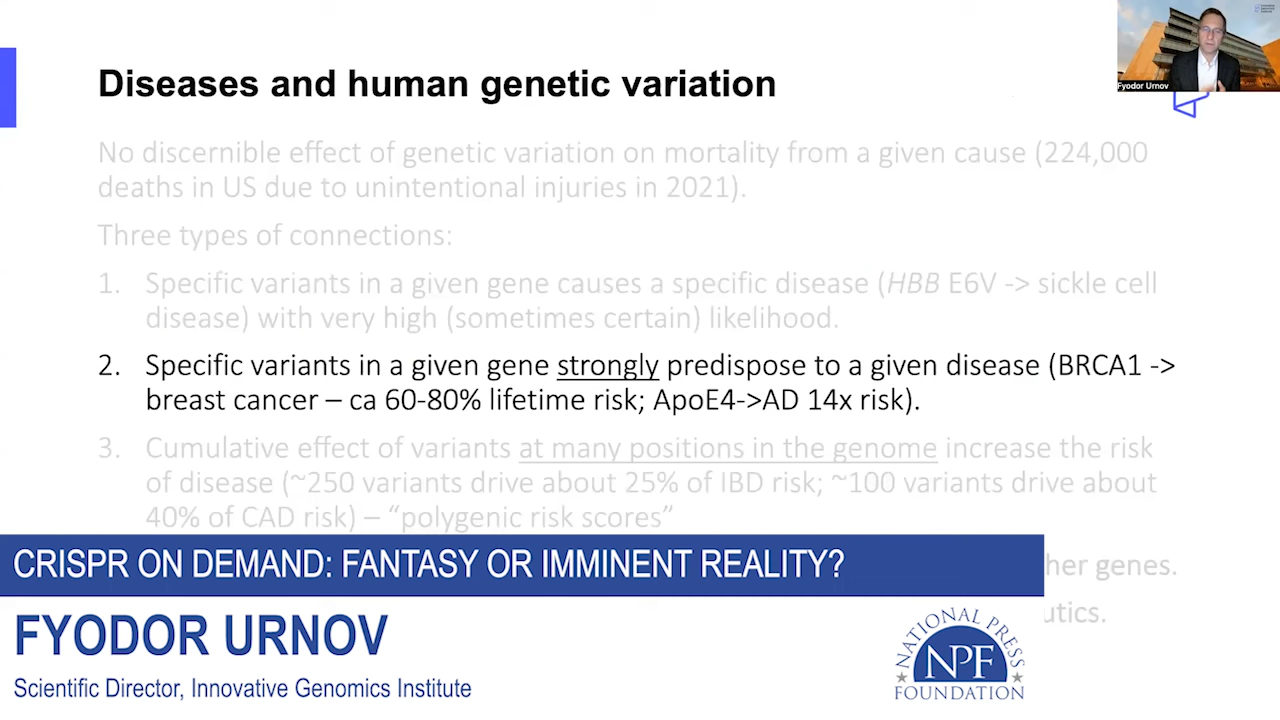 Diseases and human genetic variation
Fyodor Urnov
No discernible effect of genetic variation on mortality from a given cause (224,000
deaths in US due to unintentional injuries in 2021).
Three types of connections:
1. Specific variants in a given gene causes a specific disease (HBB E6V -> sickle cell
disease) with very high (sometimes certain) likelihood.
2. Specific variants in a given gene strongly predispose to a given disease (BRCA1 ->
breast cancer – ca 60-80% lifetime risk; ApoE4->AD 14x risk).
3. Cumulative effect of variants at many positions in the genome increase the risk
of disease (~250 variants drive about 25% of IBD risk; ~100 variants drive about
40% of CAD risk) – “polygenic risk scores”
CRISPR ON DEMAND: FANTASY OR IMMINENT REALITY?
her genes.
utics.
FYODOR URNOV
Scientific Director, Innovative Genomics Institute
NATIONAL PRESS
NPF
FOUNDATION